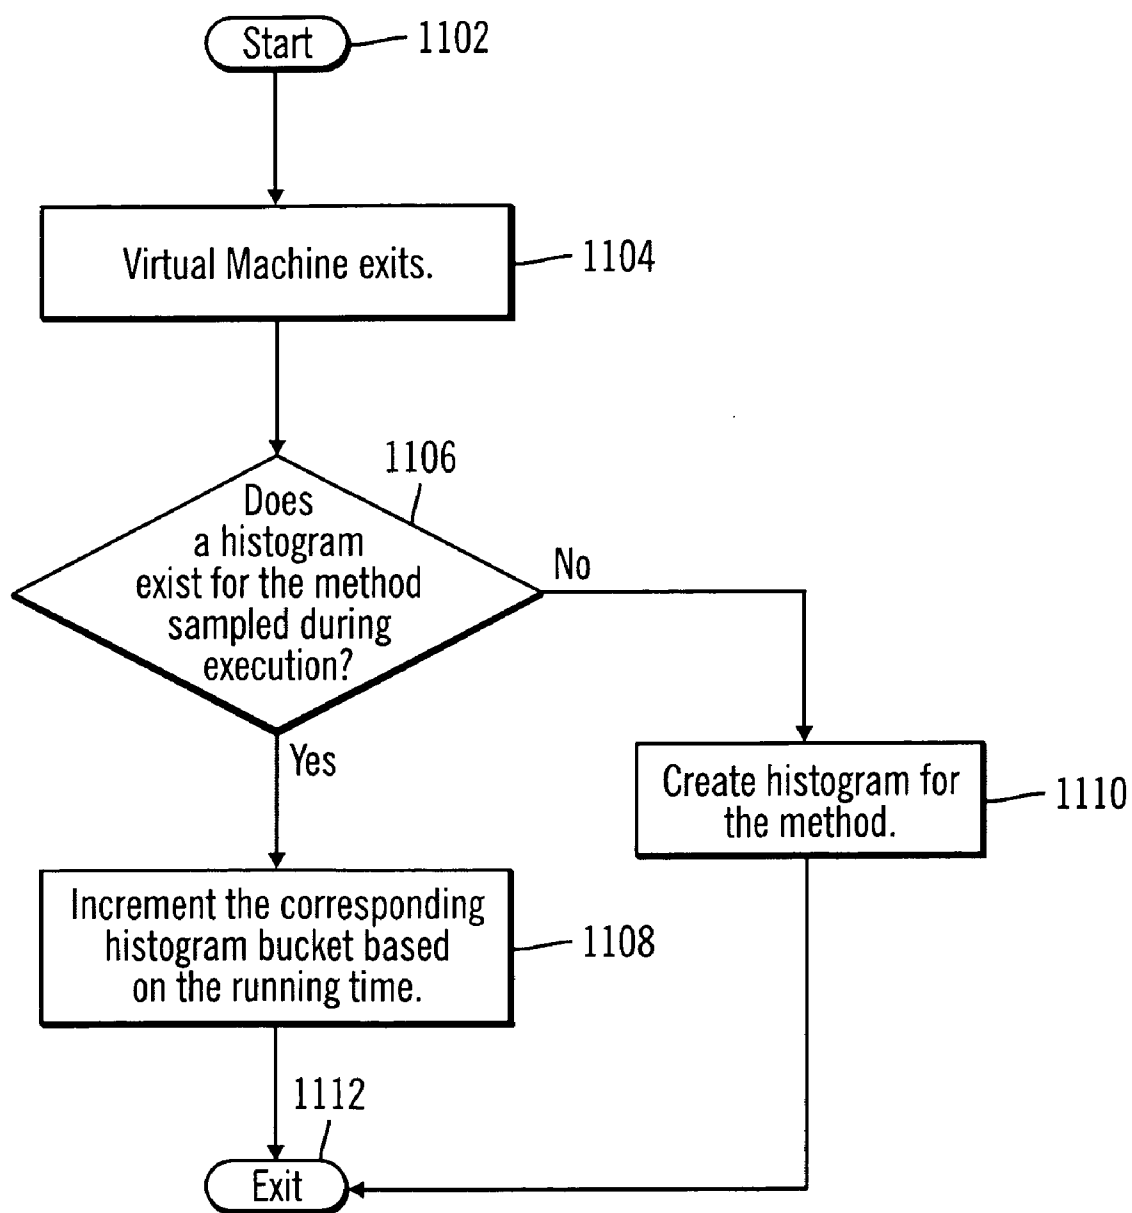 Start
1102
Virtual Machine exits.
1104
1106
Does
a histogram
exist for the method
sampled during
execution?
No
Yes
Create histogram for
the method.
1110
Increment the corresponding
histogram bucket based
on the running time.
1108
1112
Exit